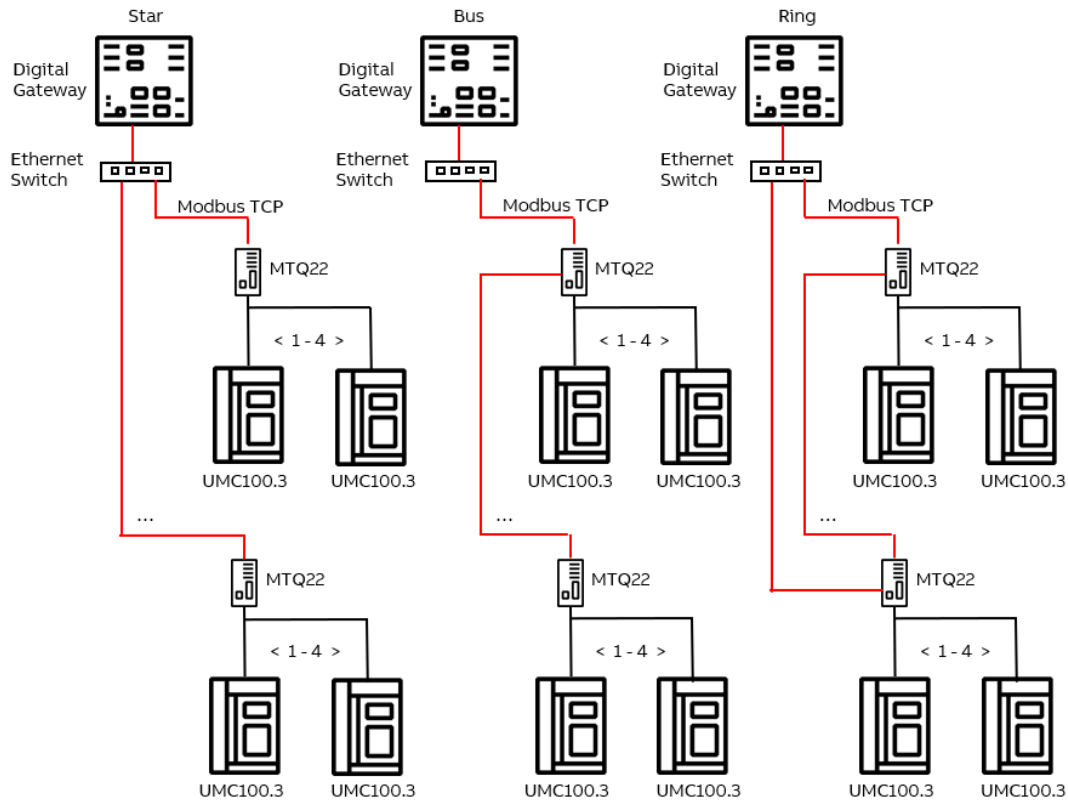 Star
Bus
Ring
Digital
Gateway
Digital
Gateway
Digital
Gateway
Ethernet
Switch
Ethernet
Switch
Ethernet
Switch
Modbus TCP
Modbus TCP
Modbus TCP
MTQ22
MTQ22
MTQ22
< 1 - 4 >
< 1 - 4 >
< 1 - 4 >
UMC100.3
UMC100.3
UMC100.3
UMC100.3
UMC100.3
UMC100.3
...
...
...
MTQ22
MTQ22
MTQ22
< 1 - 4 >
< 1 - 4 >
< 1 - 4 >
UMC100.3
UMC100.3
UMC100.3
UMC100.3
UMC100.3
UMC100.3